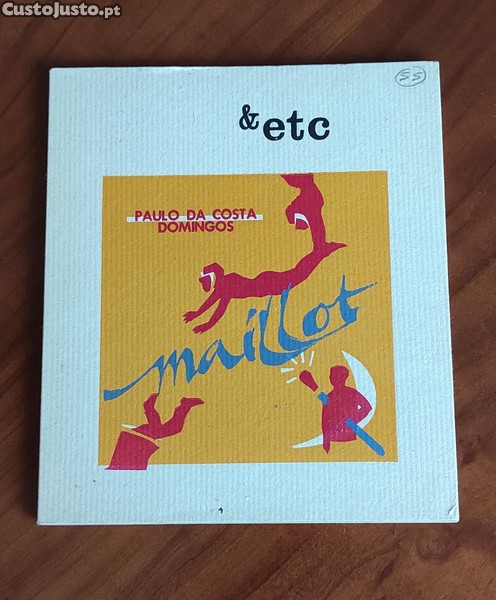 CustoJusto.pt
55
& etc
PAULO DA COSTA
DOMINGOS
maillot